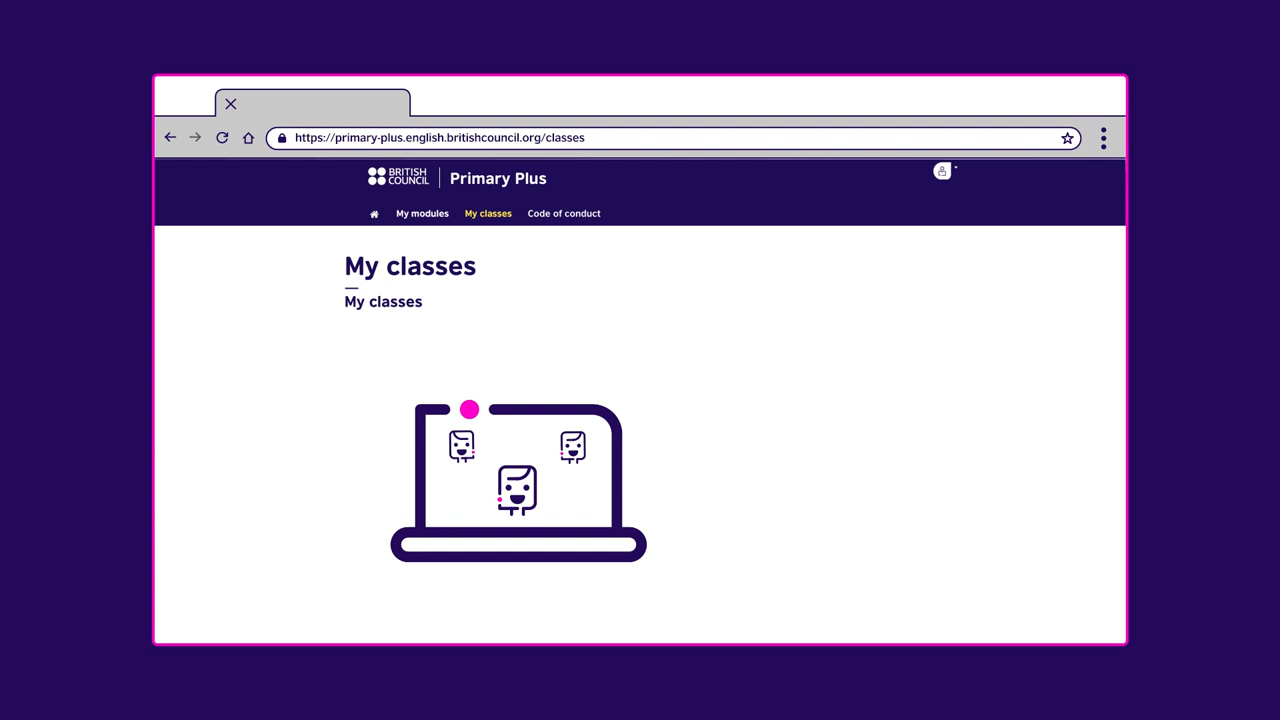 https://primary-plus.english.britishcouncil.org/classes
BRITISH
COUNCIL
Primary Plus
My modules
My classes
Code of conduct
My classes
My classes